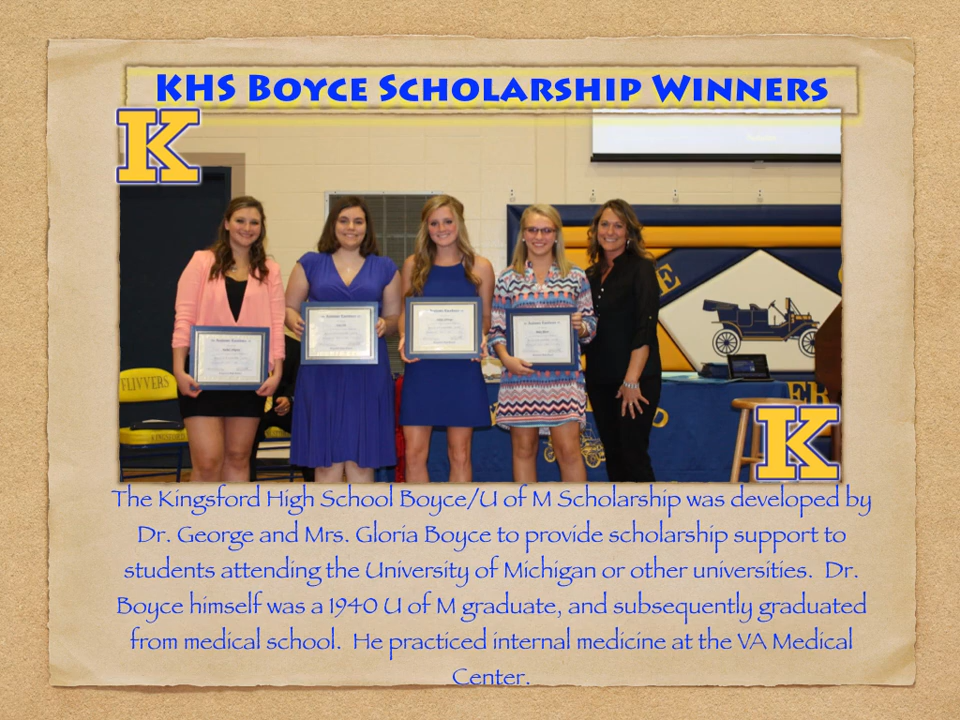 KHS Boyce Scholarship Winners
K
FLIVVERS
K
The Kingsford High School Boyce/U of M Scholarship was developed by
Dr. George and Mrs. Gloria Boyce to provide scholarship support to
students attending the University of Michigan or other universities. Dr.
Boyce himself was a 1940 U of M graduate, and subsequently graduated
from medical school. He practiced internal medicine at the VA Medical
Center.